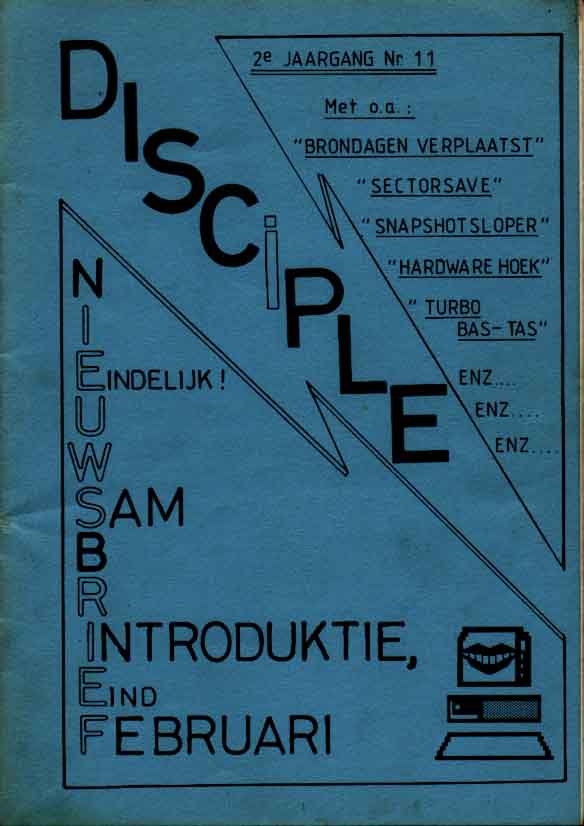 DISCiPLE
2e JAARGANG Nr 11
Met o.a.:
"BRONDAGEN VERPLAATST"
"SECTORSAVE"
"SNAPSHOTSLOPER"
"HARDWARE HOEK"
"TURBO
BAS-TAS"
ENZ....
ENZ....
ENZ....
NIEUWSBRIEF
EINDELIJK!
SAM
INTRODUKTIE,
EIND
FEBRUARI